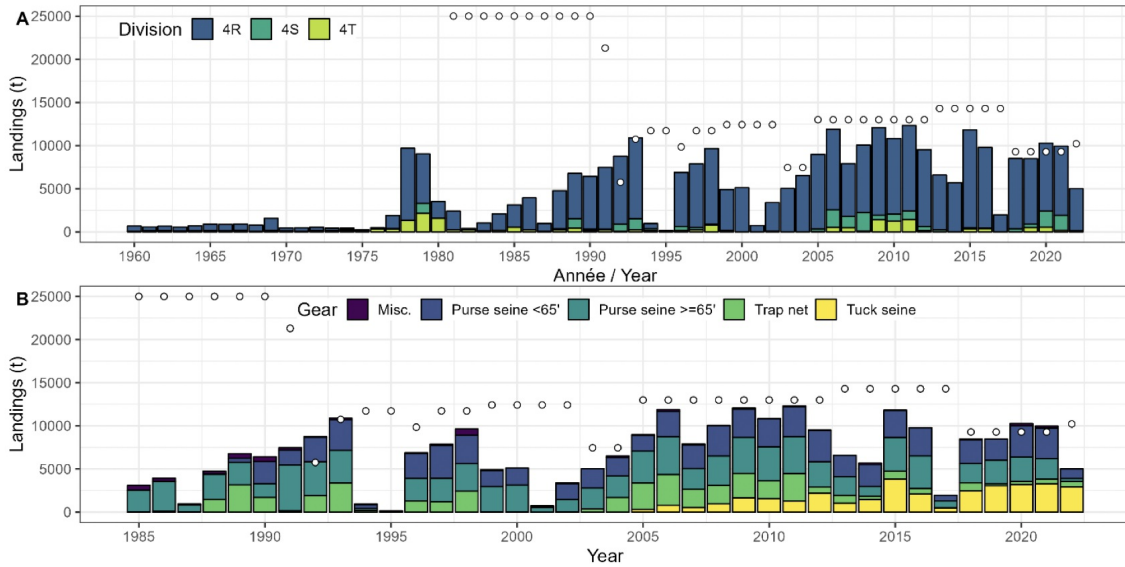 A
Division 4R 4S 4T
Landings (t)
25000
20000
15000
10000
5000
0
1960 1965 1970 1975 1980 1985 1990 1995 2000 2005 2010 2015 2020
Année / Year
B
Gear Misc. Purse seine <65' Purse seine >=65' Trap net Tuck seine
Landings (t)
25000
20000
15000
10000
5000
0
1985 1990 1995 2000 2005 2010 2015 2020
Year